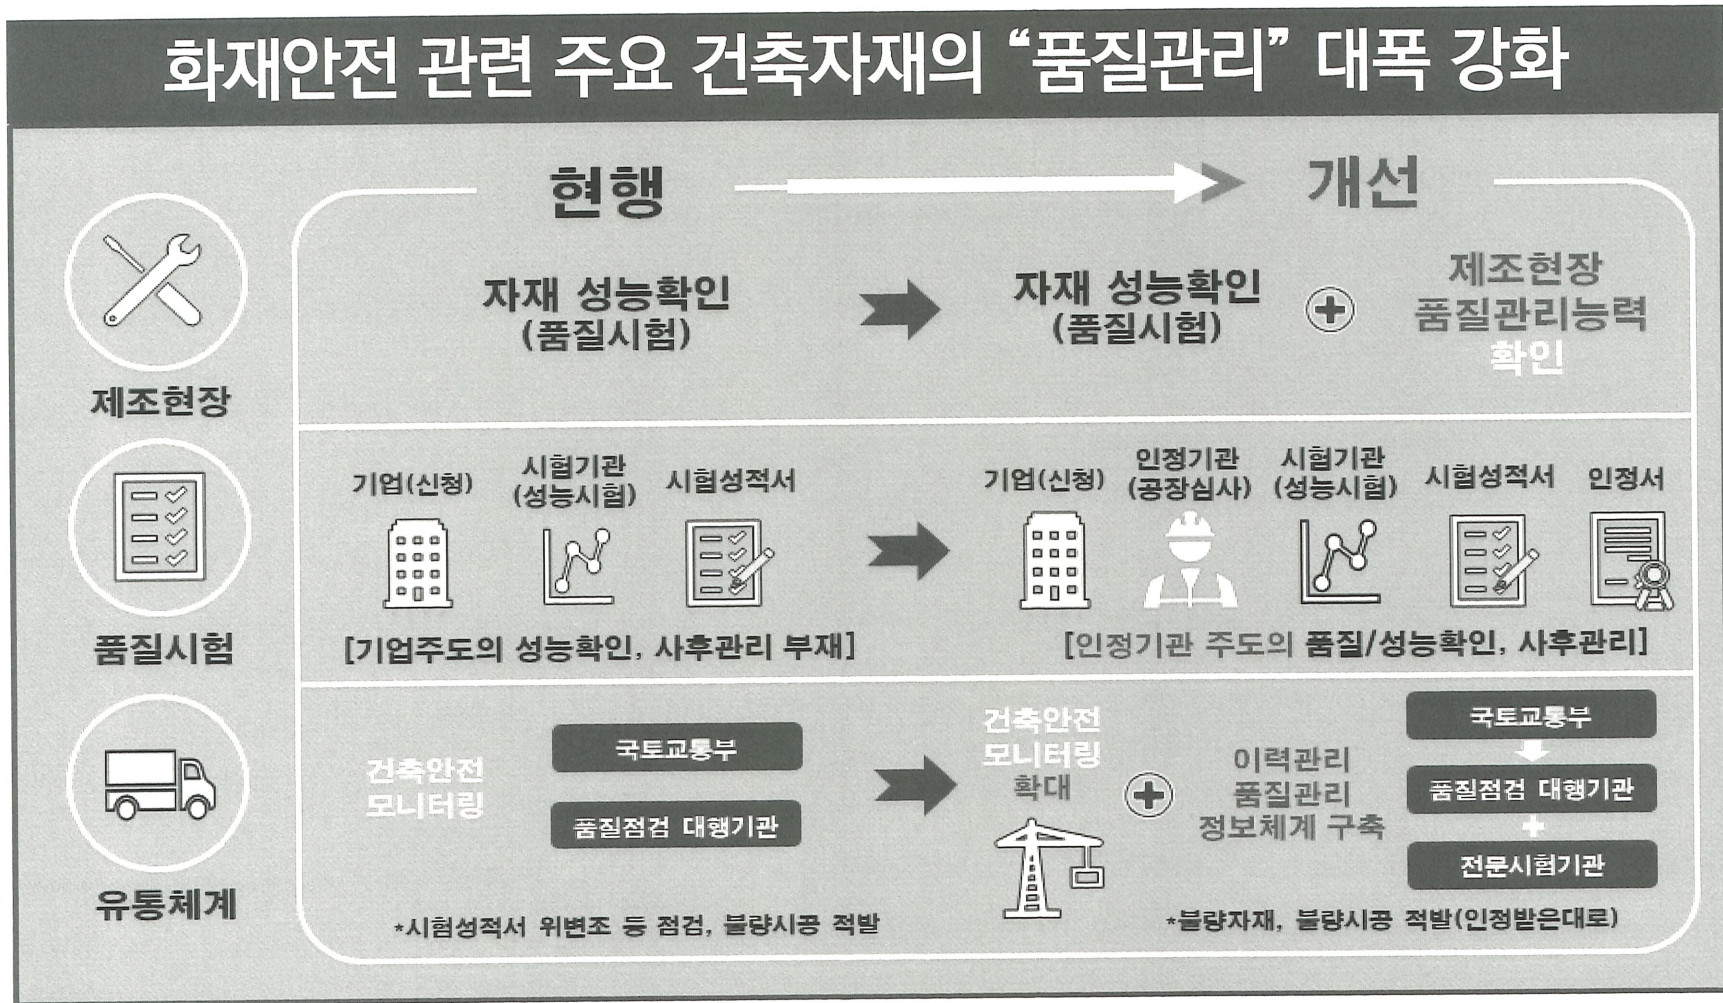 화재안전 관련 주요 건축자재의 “품질관리” 대폭 강화
현행
개선
제조현장
자재 성능확인
(품질시험)
자재 성능확인
(품질시험)
제조현장
품질관리능력
확인
품질시험
기업(신청)
시험기관
(성능시험)
시험성적서
[기업주도의 성능확인, 사후관리 부재]
기업(신청)
인정기관
(공장심사)
시험기관
(성능시험)
시험성적서
인정서
[인정기관 주도의 품질/성능확인, 사후관리]
유통체계
건축안전
모니터링
국토교통부
품질점검 대행기관
*시험성적서 위변조 등 점검, 불량시공 적발
건축안전
모니터링
확대
이력관리
품질관리
정보체계 구축
국토교통부
품질점검 대행기관
전문시험기관
*불량자재, 불량시공 적발(인정받은대로)